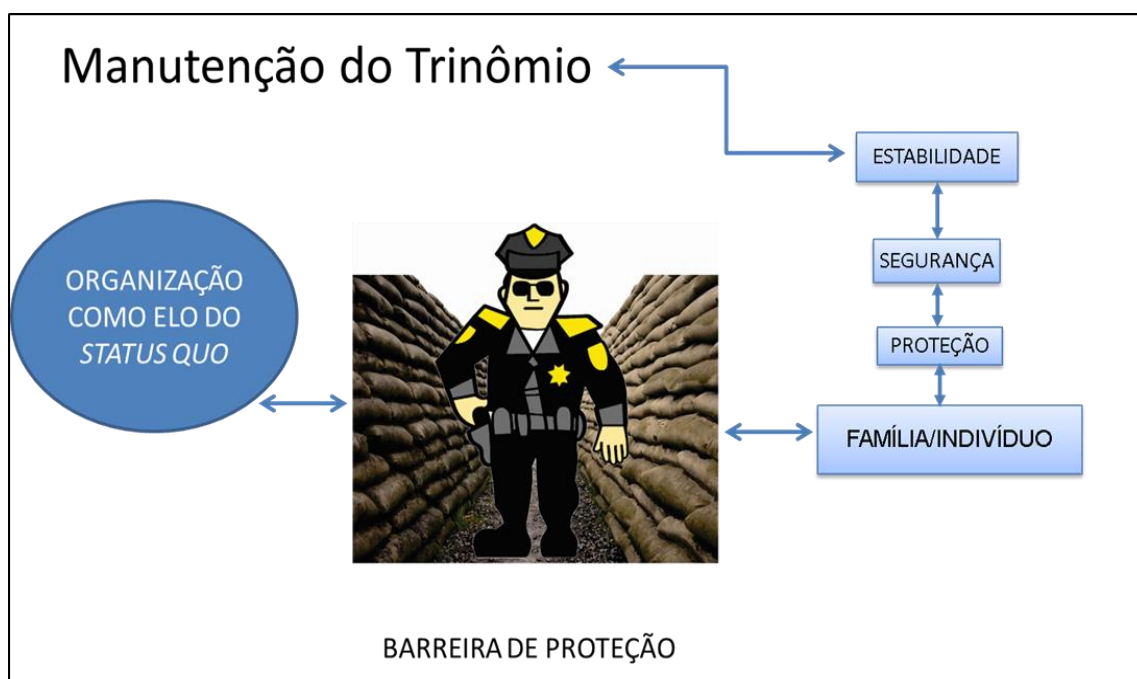 Manutenção do Trinômio
ESTABILIDADE
SEGURANÇA
PROTEÇÃO
FAMÍLIA/INDIVÍDUO
ORGANIZAÇÃO
COMO ELO DO
STATUS QUO
BARREIRA DE PROTEÇÃO